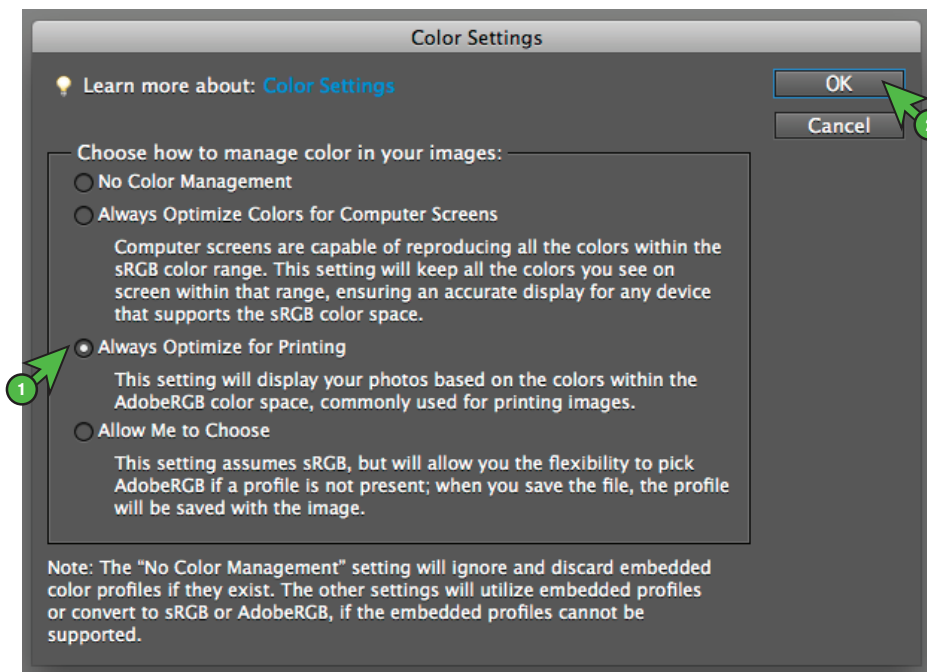 Color Settings
Learn more about: Color Settings
OK
Cancel
Choose how to manage color in your images:
No Color Management
Always Optimize Colors for Computer Screens
Computer screens are capable of reproducing all the colors within the
sRGB color range. This setting will keep all the colors you see on
screen within that range, ensuring an accurate display for any device
that supports the sRGB color space.
Always Optimize for Printing
1
This setting will display your photos based on the colors within the
AdobeRGB color space, commonly used for printing images.
Allow Me to Choose
This setting assumes sRGB, but will allow you the flexibility to pick
AdobeRGB if a profile is not present; when you save the file, the profile
will be saved with the image.
Note: The “No Color Management” setting will ignore and discard embedded
color profiles if they exist. The other settings will utilize embedded profiles
or convert to sRGB or AdobeRGB, if the embedded profiles cannot be
supported.